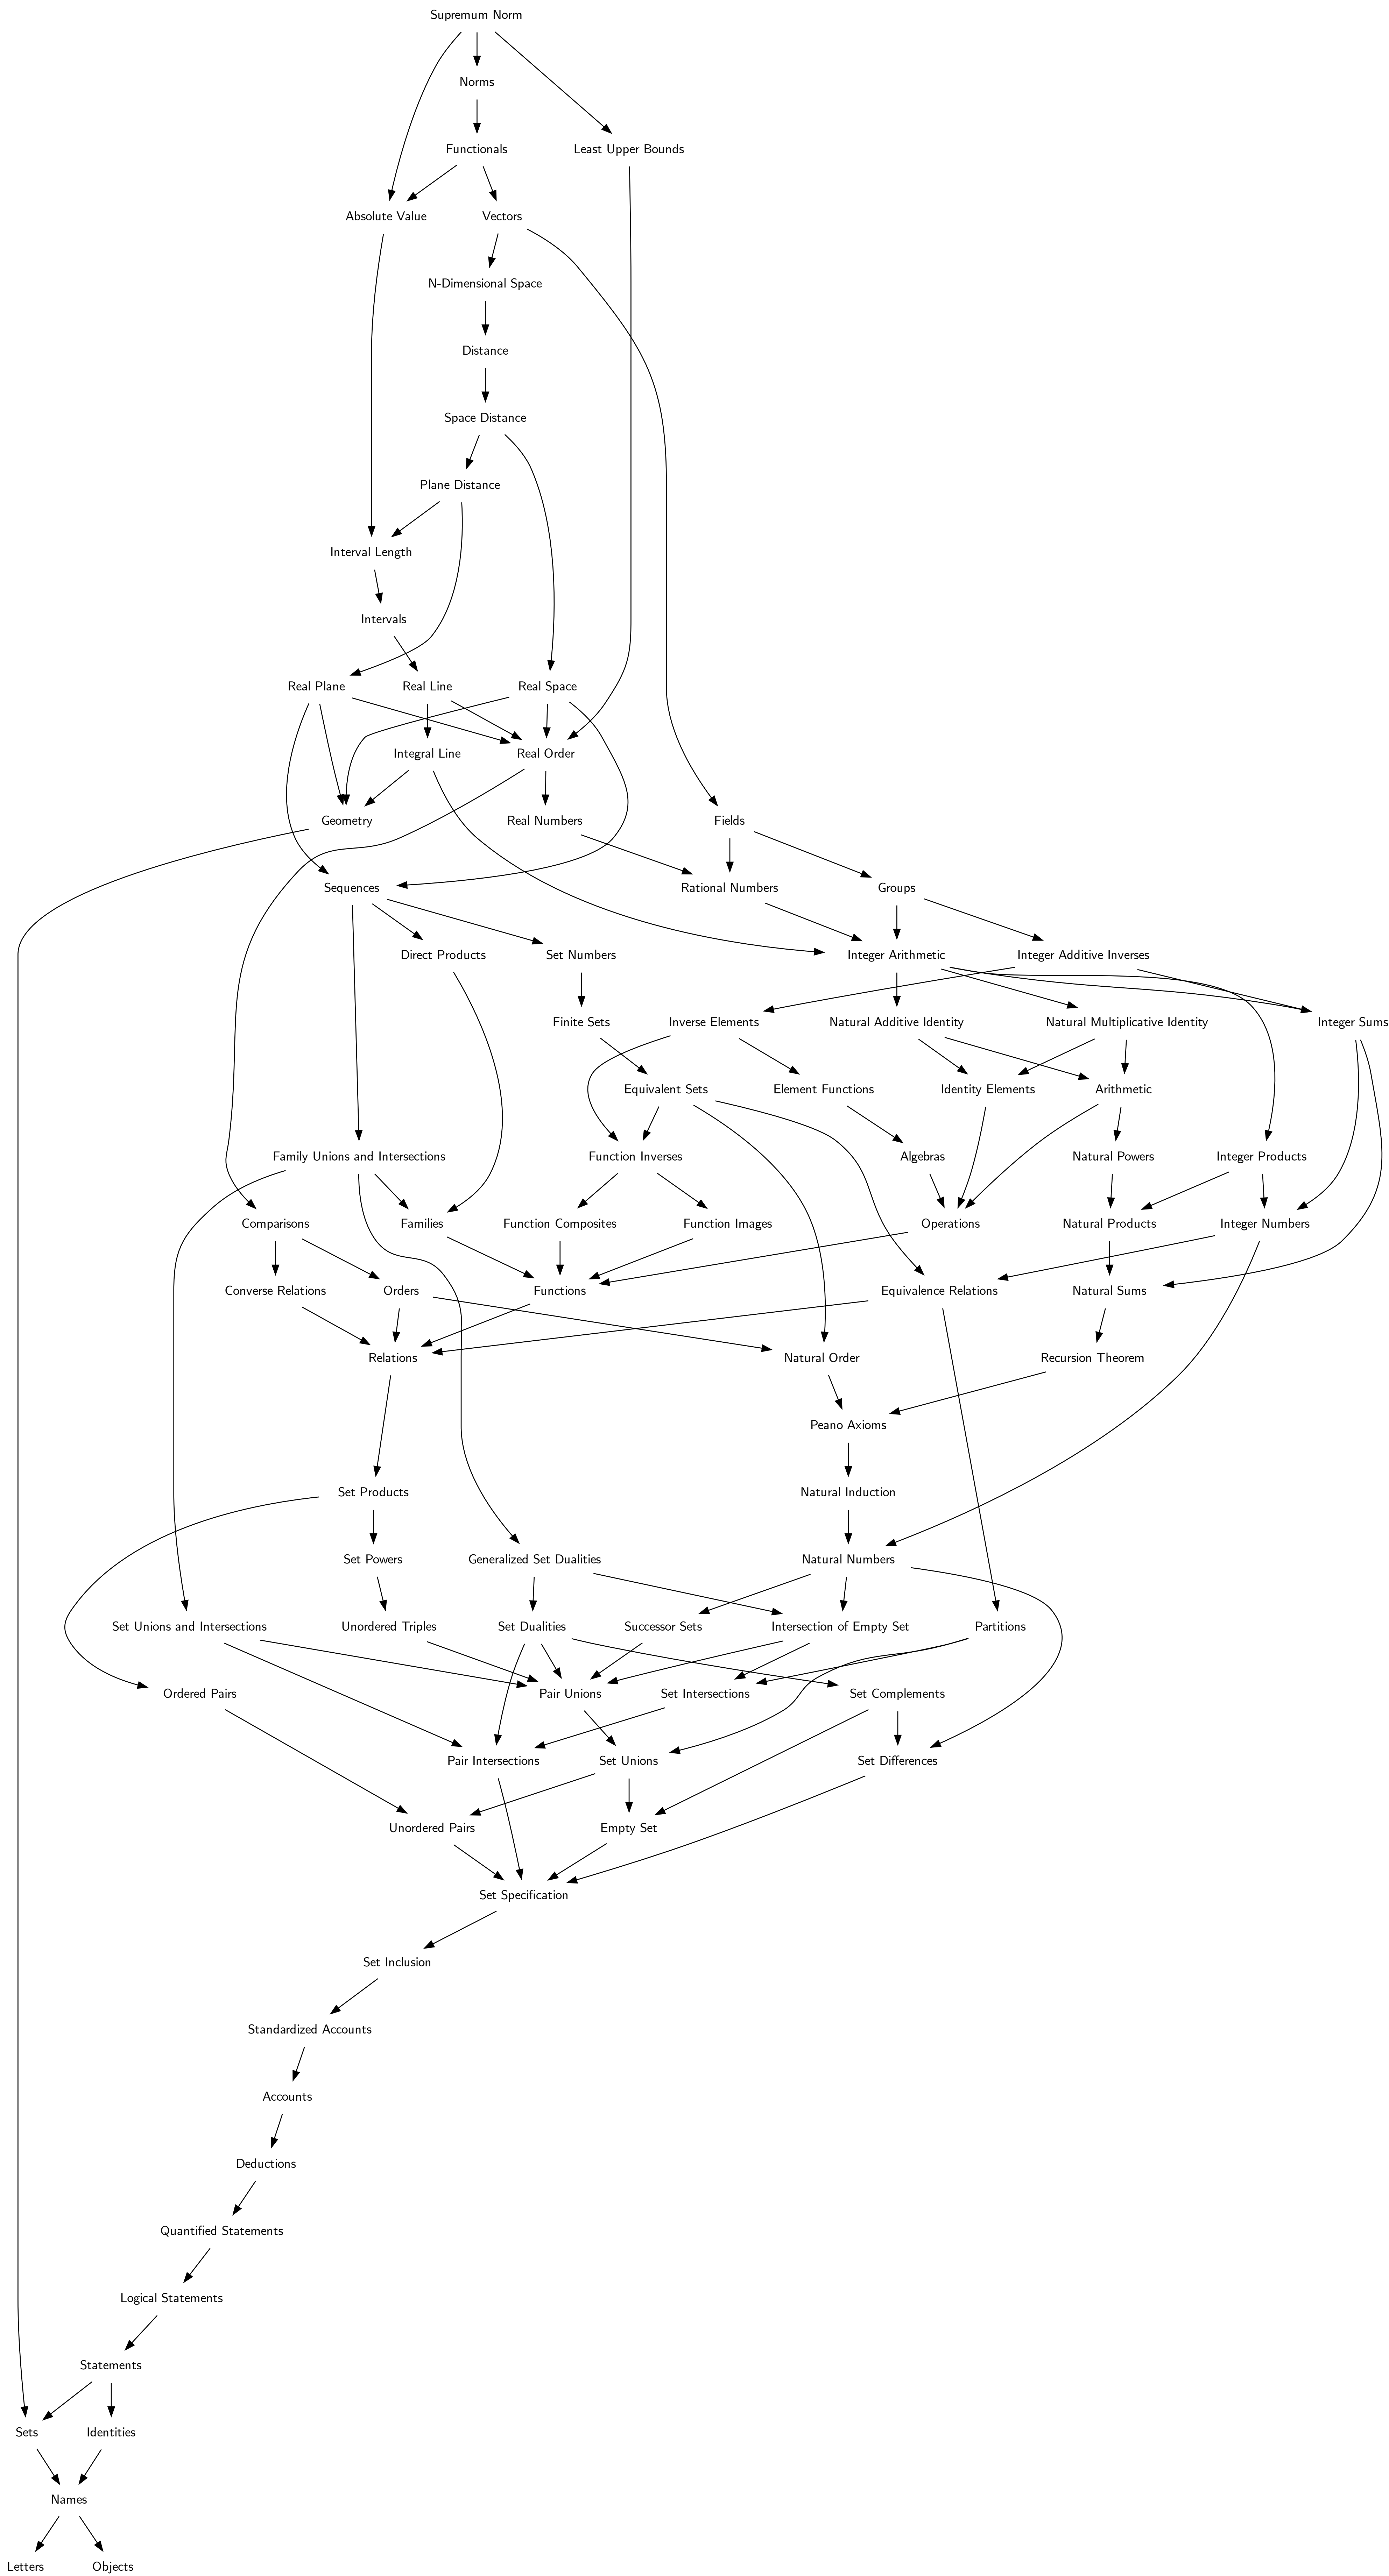 Supremum Norm
Norms
Functionals
Least Upper Bounds
Absolute Value
Vectors
N-Dimensional Space
Distance
Space Distance
Plane Distance
Interval Length
Intervals
Real Plane
Real Line
Real Space
Integral Line
Real Order
Geometry
Real Numbers
Fields
Sequences
Rational Numbers
Groups
Direct Products
Set Numbers
Integer Arithmetic
Integer Additive Inverses
Finite Sets
Inverse Elements
Natural Additive Identity
Natural Multiplicative Identity
Integer Sums
Equivalent Sets
Element Functions
Identity Elements
Arithmetic
Family Unions and Intersections
Function Inverses
Algebras
Natural Powers
Integer Products
Comparisons
Families
Function Composites
Function Images
Operations
Natural Products
Integer Numbers
Converse Relations
Orders
Functions
Equivalence Relations
Natural Sums
Relations
Natural Order
Recursion Theorem
Peano Axioms
Set Products
Natural Induction
Set Powers
Generalized Set Dualities
Natural Numbers
Set Unions and Intersections
Unordered Triples
Set Dualities
Successor Sets
Intersection of Empty Set
Partitions
Ordered Pairs
Pair Unions
Set Intersections
Set Complements
Pair Intersections
Set Unions
Set Differences
Unordered Pairs
Empty Set
Set Specification
Set Inclusion
Standardized Accounts
Accounts
Deductions
Quantified Statements
Logical Statements
Statements
Sets
Identities
Names
Letters
Objects